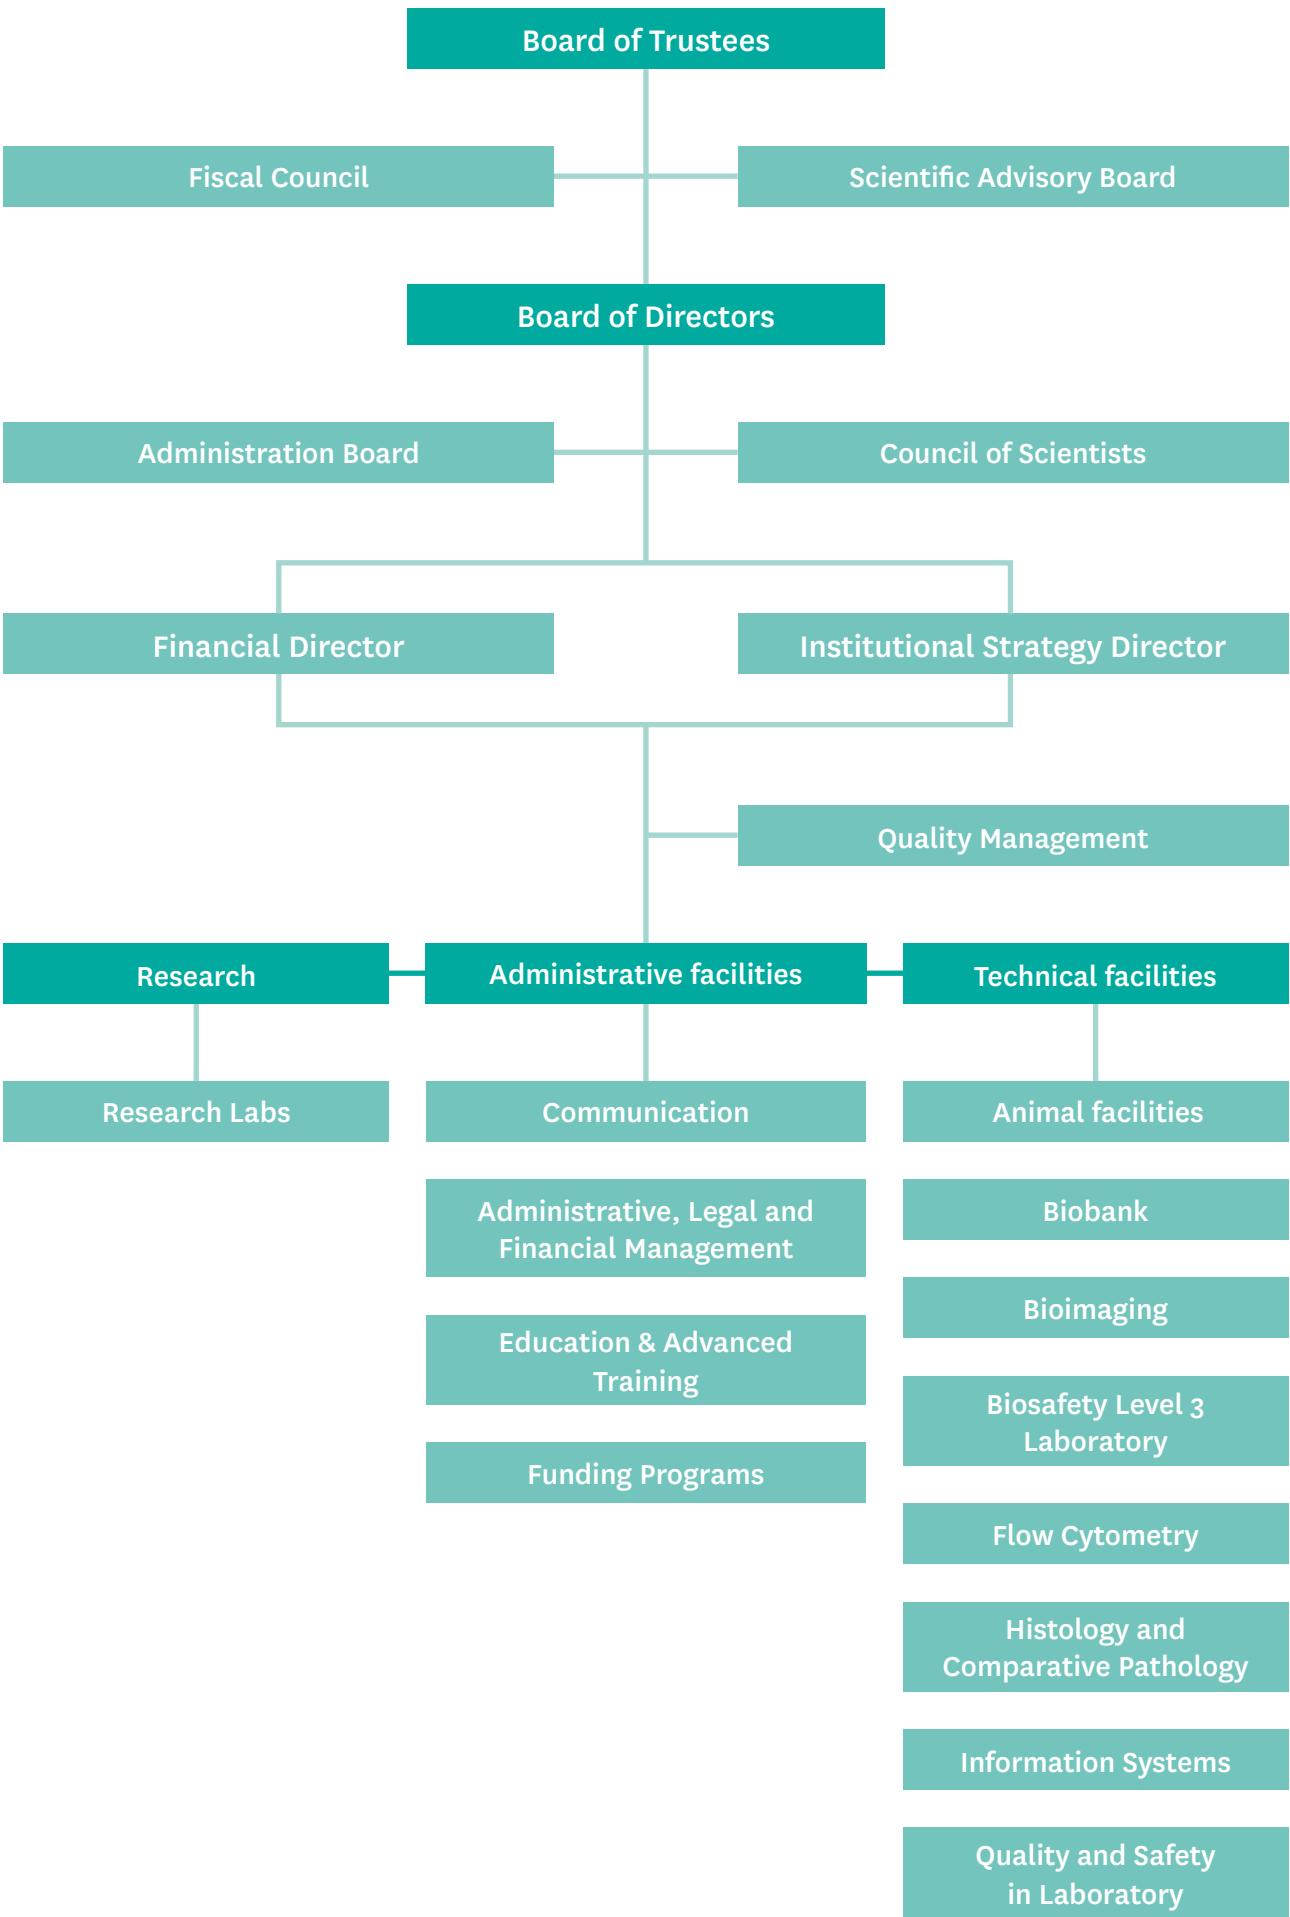 Board of Trustees
Fiscal Council
Scientific Advisory Board
Board of Directors
Administration Board
Council of Scientists
Financial Director
Institutional Strategy Director
Quality Management
Research
Administrative facilities
Technical facilities
Research Labs
Communication
Animal facilities
Administrative, Legal and
Financial Management
Biobank
Education & Advanced
Training
Bioimaging
Funding Programs
Biosafety Level 3
Laboratory
Flow Cytometry
Histology and
Comparative Pathology
Information Systems
Quality and Safety
in Laboratory